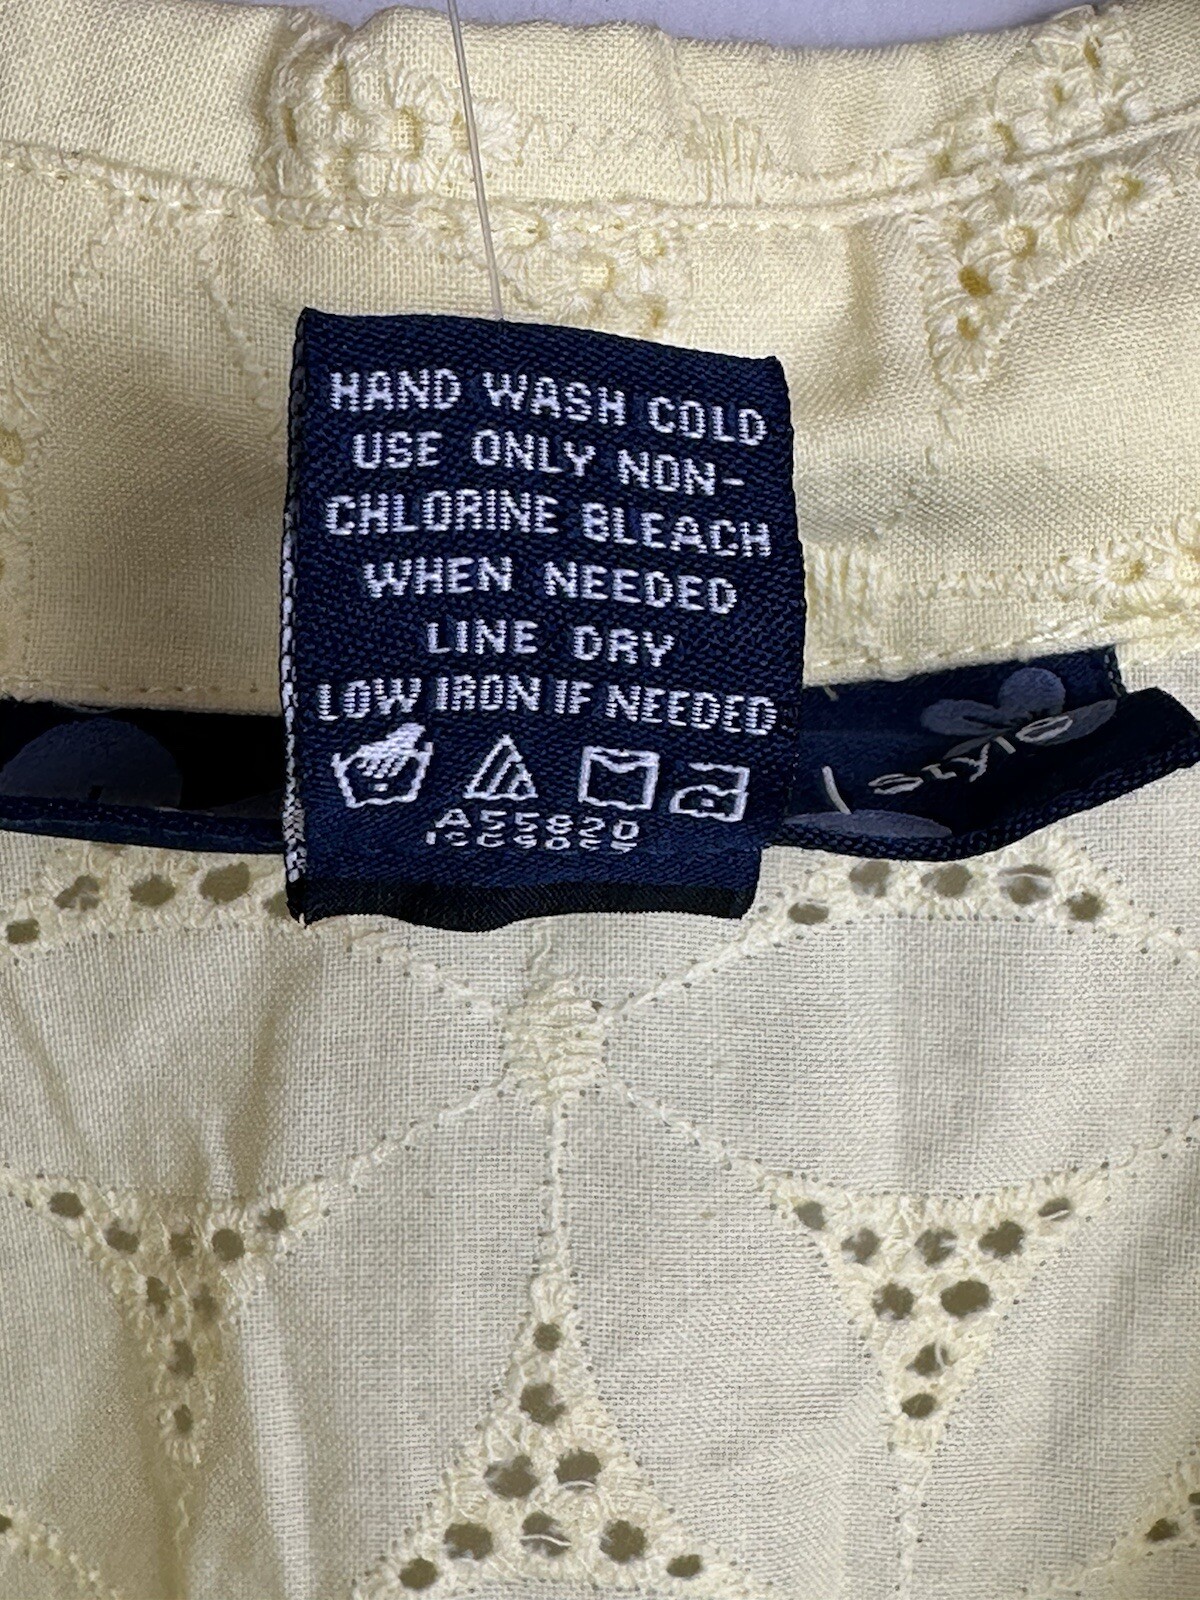 HAND WASH COLD
USE ONLY NON-
CHLORINE BLEACH
WHEN NEEDED
LINE DRY
LOW IRON IF NEEDED
A55820
style